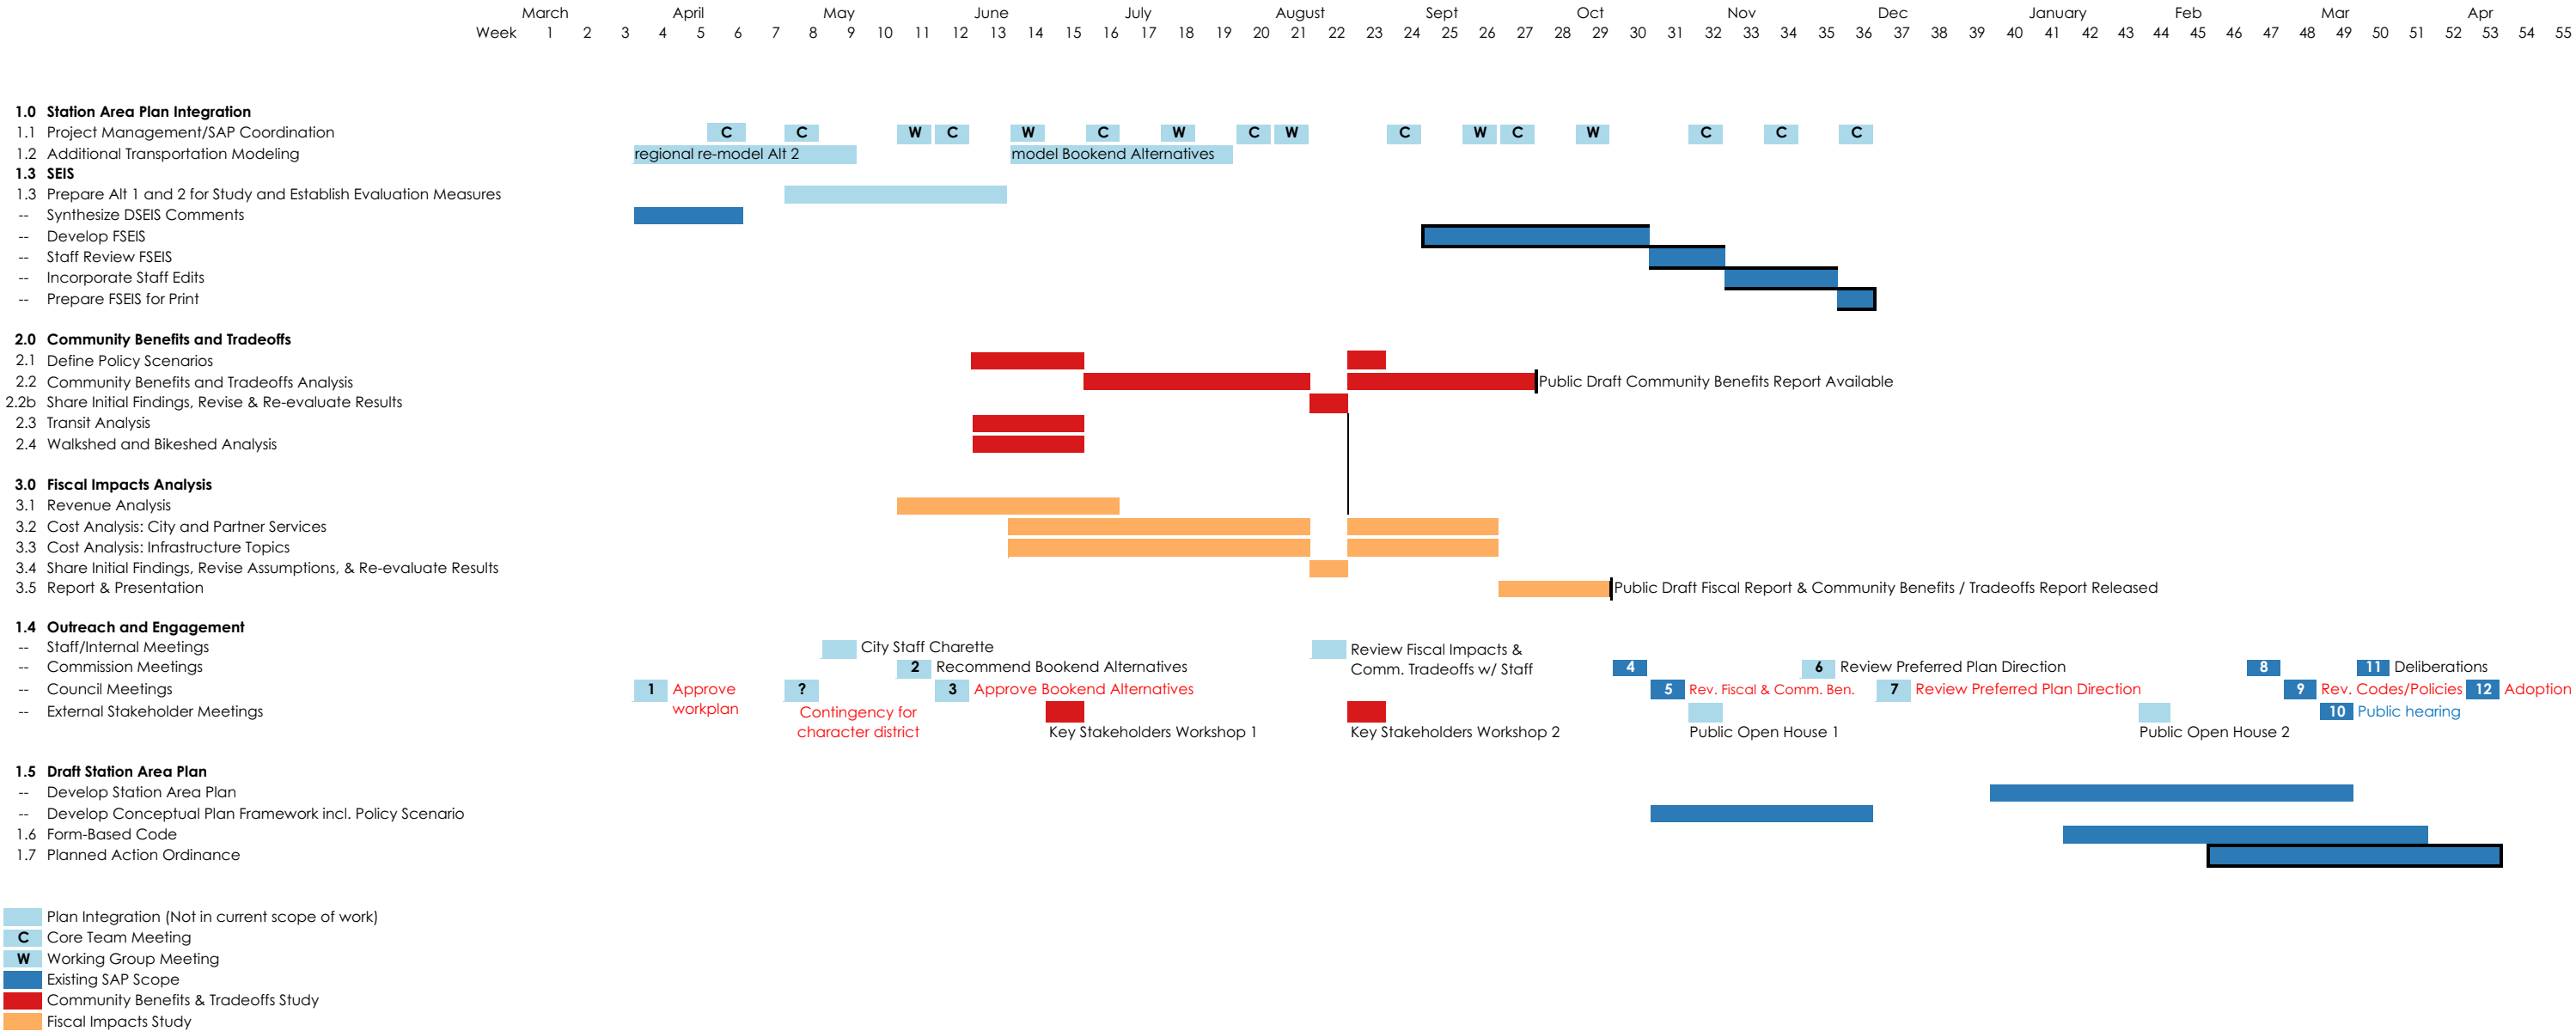 March April May June July August Sept Oct Nov Dec January Feb Mar Apr
Week 1 2 3 4 5 6 7 8 9 10 11 12 13 14 15 16 17 18 19 20 21 22 23 24 25 26 27 28 29 30 31 32 33 34 35 36 37 38 39 40 41 42 43 44 45 46 47 48 49 50 51 52 53 54 55
1.0 Station Area Plan Integration
1.1 Project Management/SAP Coordination C C W C W C W C W C W C W C C C
1.2 Additional Transportation Modeling regional re-model Alt 2 model Bookend Alternatives
1.3 SEIS
1.3 Prepare Alt 1 and 2 for Study and Establish Evaluation Measures
-- Synthesize DSEIS Comments
-- Develop FSEIS
-- Staff Review FSEIS
-- Incorporate Staff Edits
-- Prepare FSEIS for Print
2.0 Community Benefits and Tradeoffs
2.1 Define Policy Scenarios
2.2 Community Benefits and Tradeoffs Analysis Public Draft Community Benefits Report Available
2.2b Share Initial Findings, Revise & Re-evaluate Results
2.3 Transit Analysis
2.4 Walkshed and Bikeshed Analysis
3.0 Fiscal Impacts Analysis
3.1 Revenue Analysis
3.2 Cost Analysis: City and Partner Services
3.3 Cost Analysis: Infrastructure Topics
3.4 Share Initial Findings, Revise Assumptions, & Re-evaluate Results
3.5 Report & Presentation Public Draft Fiscal Report & Community Benefits / Tradeoffs Report Released
1.4 Outreach and Engagement
-- Staff/Internal Meetings City Staff Charette Review Fiscal Impacts &
-- Commission Meetings 2 Recommend Bookend Alternatives Comm. Tradeoffs w/ Staff 4 6 Review Preferred Plan Direction 8 11 Deliberations
-- Council Meetings 1 Approve ? 3 Approve Bookend Alternatives 5 Rev. Fiscal & Comm. Ben. 7 Review Preferred Plan Direction 9 Rev. Codes/Policies 12 Adoption
workplan
-- External Stakeholder Meetings Contingency for 10 Public hearing
character district Key Stakeholders Workshop 1 Key Stakeholders Workshop 2 Public Open House 1 Public Open House 2
1.5 Draft Station Area Plan
-- Develop Station Area Plan
-- Develop Conceptual Plan Framework incl. Policy Scenario
1.6 Form-Based Code
1.7 Planned Action Ordinance
Plan Integration (Not in current scope of work)
C Core Team Meeting
W Working Group Meeting
Existing SAP Scope
Community Benefits & Tradeoffs Study
Fiscal Impacts Study